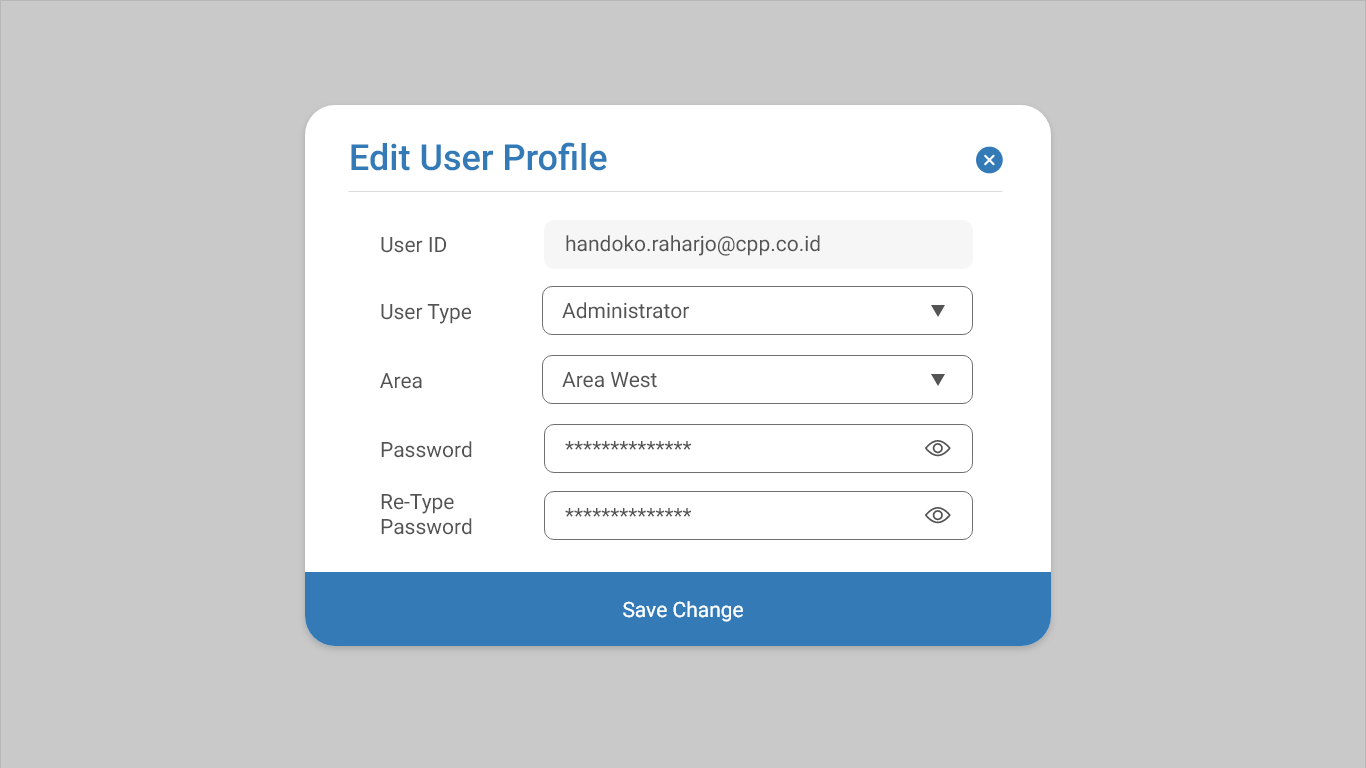 Edit User Profile
User ID
handoko.raharjo@cpp.co.id
User Type
Administrator
Area
Area West
Password
**************
Re-Type
Password
**************
Save Change